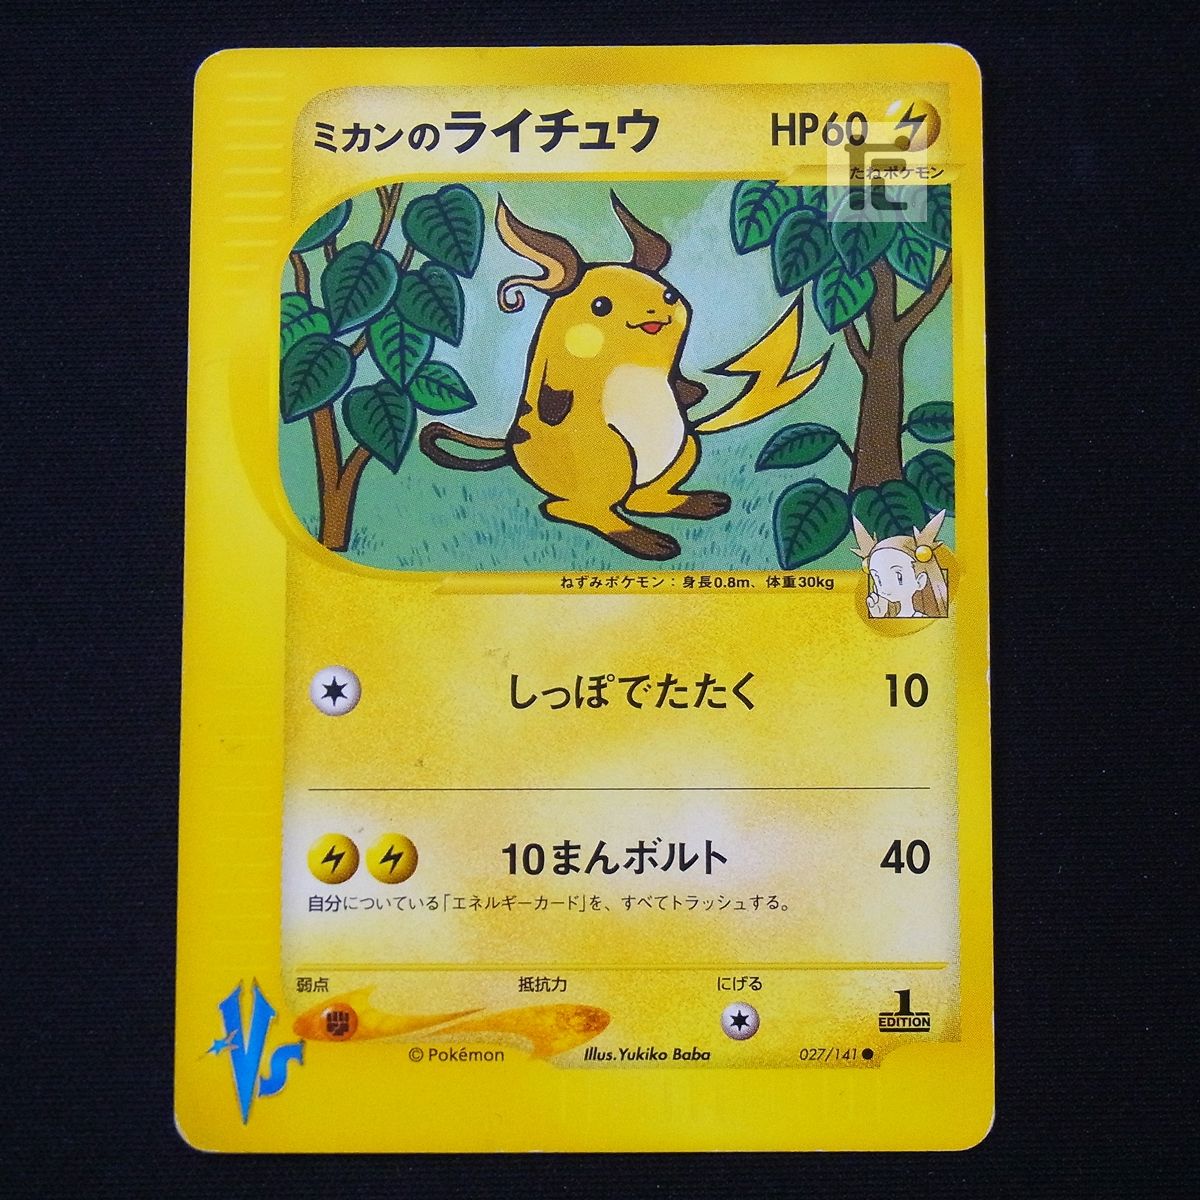 ミカンのライチュウ HP60
たねポケモン
ねずみポケモン：身長0.8m、体重30kg
しっぽでたたく 10
10まんボルト 40
自分についている「エネルギーカード」を、すべてトラッシュする。
弱点 抵抗力 にげる
1
EDITION
VS
© Pokémon Illus. Yukiko Baba 027/141